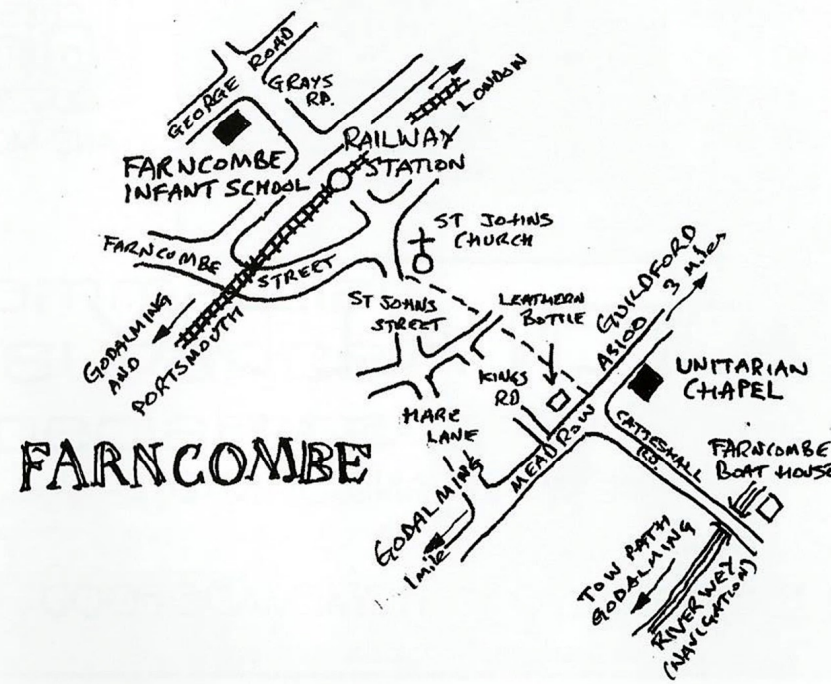 GEORGE ROAD
GRAYS
RD.
LONDON
RAILWAY
STATION
FARNCOMBE
INFANT SCHOOL
FARNCOMBE STREET
ST JOHNS
CHURCH
GODALMING
AND
PORTSMOUTH
ST JOHNS
STREET
LEATHERN
BOTTLE
GUILDFORD
3 Miles
A3100
KINGS
RD
HARE
LANE
UNITARIAN
CHAPEL
FARNCOMBE
MEADROW
CATTESHALL
RD.
FARNCOMBE
BOAT HOUSE
GODALMING
1 mile
TOW PATH
GODALMING
RIVER WEY
(NAVIGATION)